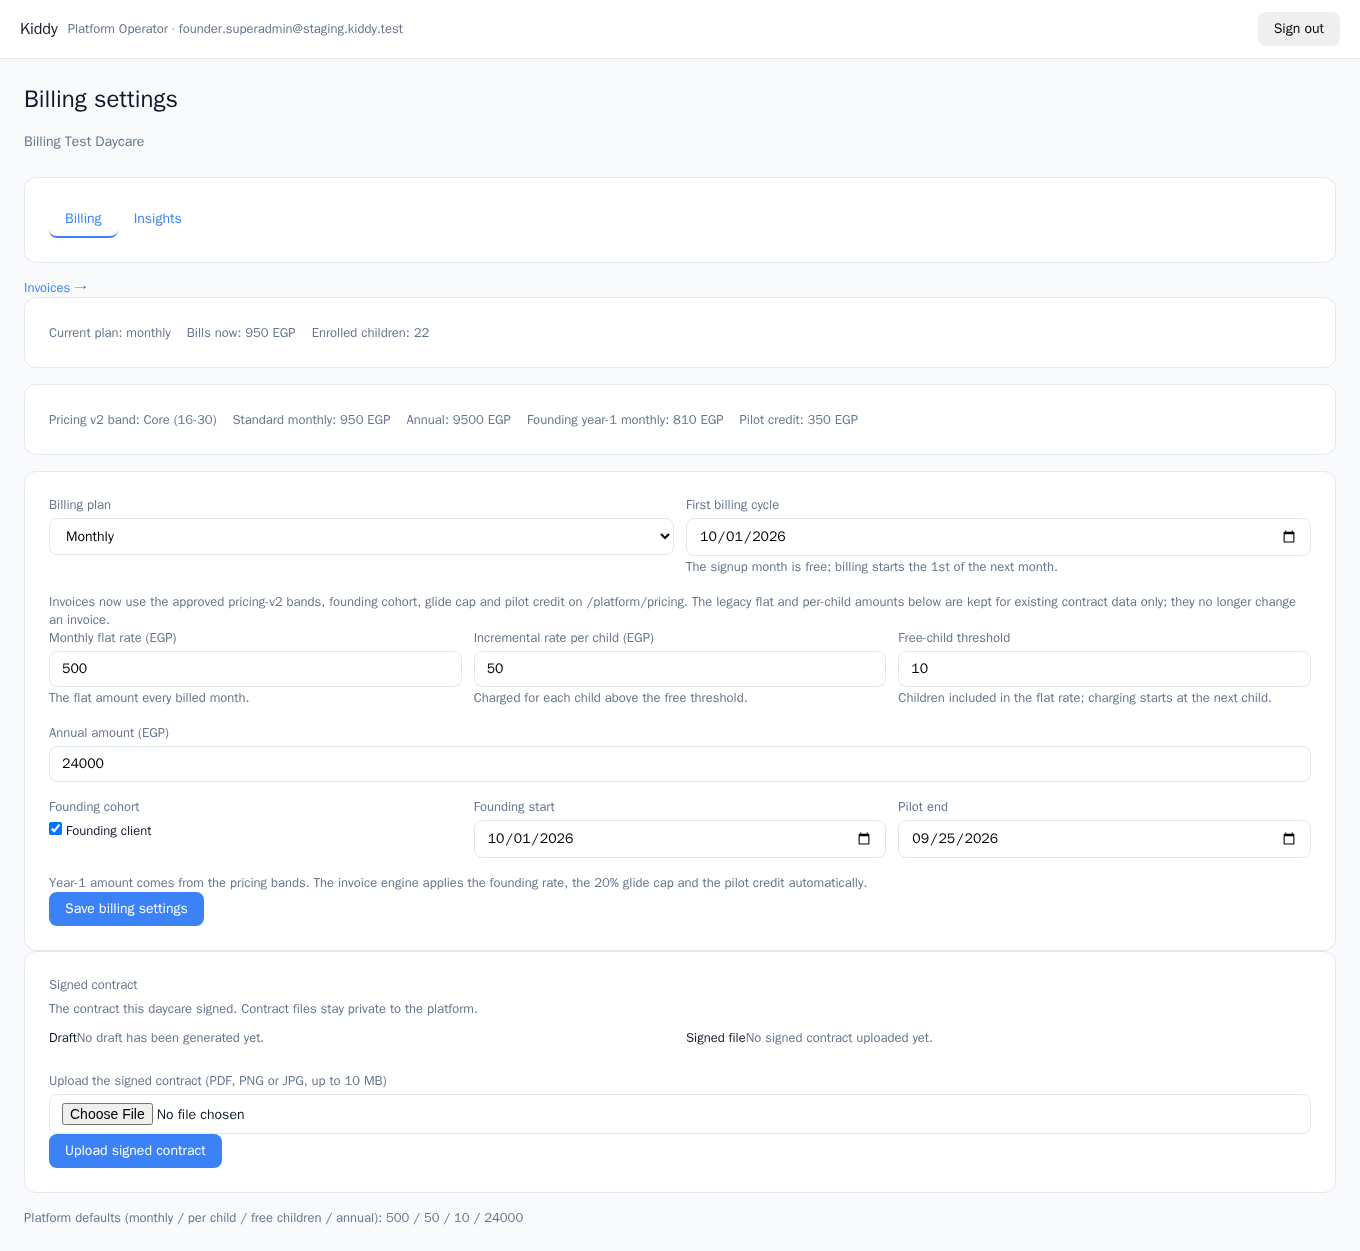 Kiddy Platform Operator · founder.superadmin@staging.kiddy.test Sign out
Billing settings
Billing Test Daycare
Billing Insights
Invoices →
Current plan: monthly Bills now: 950 EGP Enrolled children: 22
Pricing v2 band: Core (16-30) Standard monthly: 950 EGP Annual: 9500 EGP Founding year-1 monthly: 810 EGP Pilot credit: 350 EGP
Billing plan First billing cycle
Monthly 10/01/2026
The signup month is free; billing starts the 1st of the next month.
Invoices now use the approved pricing-v2 bands, founding cohort, glide cap and pilot credit on /platform/pricing. The legacy flat and per-child amounts below are kept for existing contract data only; they no longer change
an invoice.
Monthly flat rate (EGP) Incremental rate per child (EGP) Free-child threshold
500 50 10
The flat amount every billed month. Charged for each child above the free threshold. Children included in the flat rate; charging starts at the next child.
Annual amount (EGP)
24000
Founding cohort Founding start Pilot end
Founding client 10/01/2026 09/25/2026
Year-1 amount comes from the pricing bands. The invoice engine applies the founding rate, the 20% glide cap and the pilot credit automatically.
Save billing settings
Signed contract
The contract this daycare signed. Contract files stay private to the platform.
DraftNo draft has been generated yet. Signed fileNo signed contract uploaded yet.
Upload the signed contract (PDF, PNG or JPG, up to 10 MB)
Choose File No file chosen
Upload signed contract
Platform defaults (monthly / per child / free children / annual): 500 / 50 / 10 / 24000